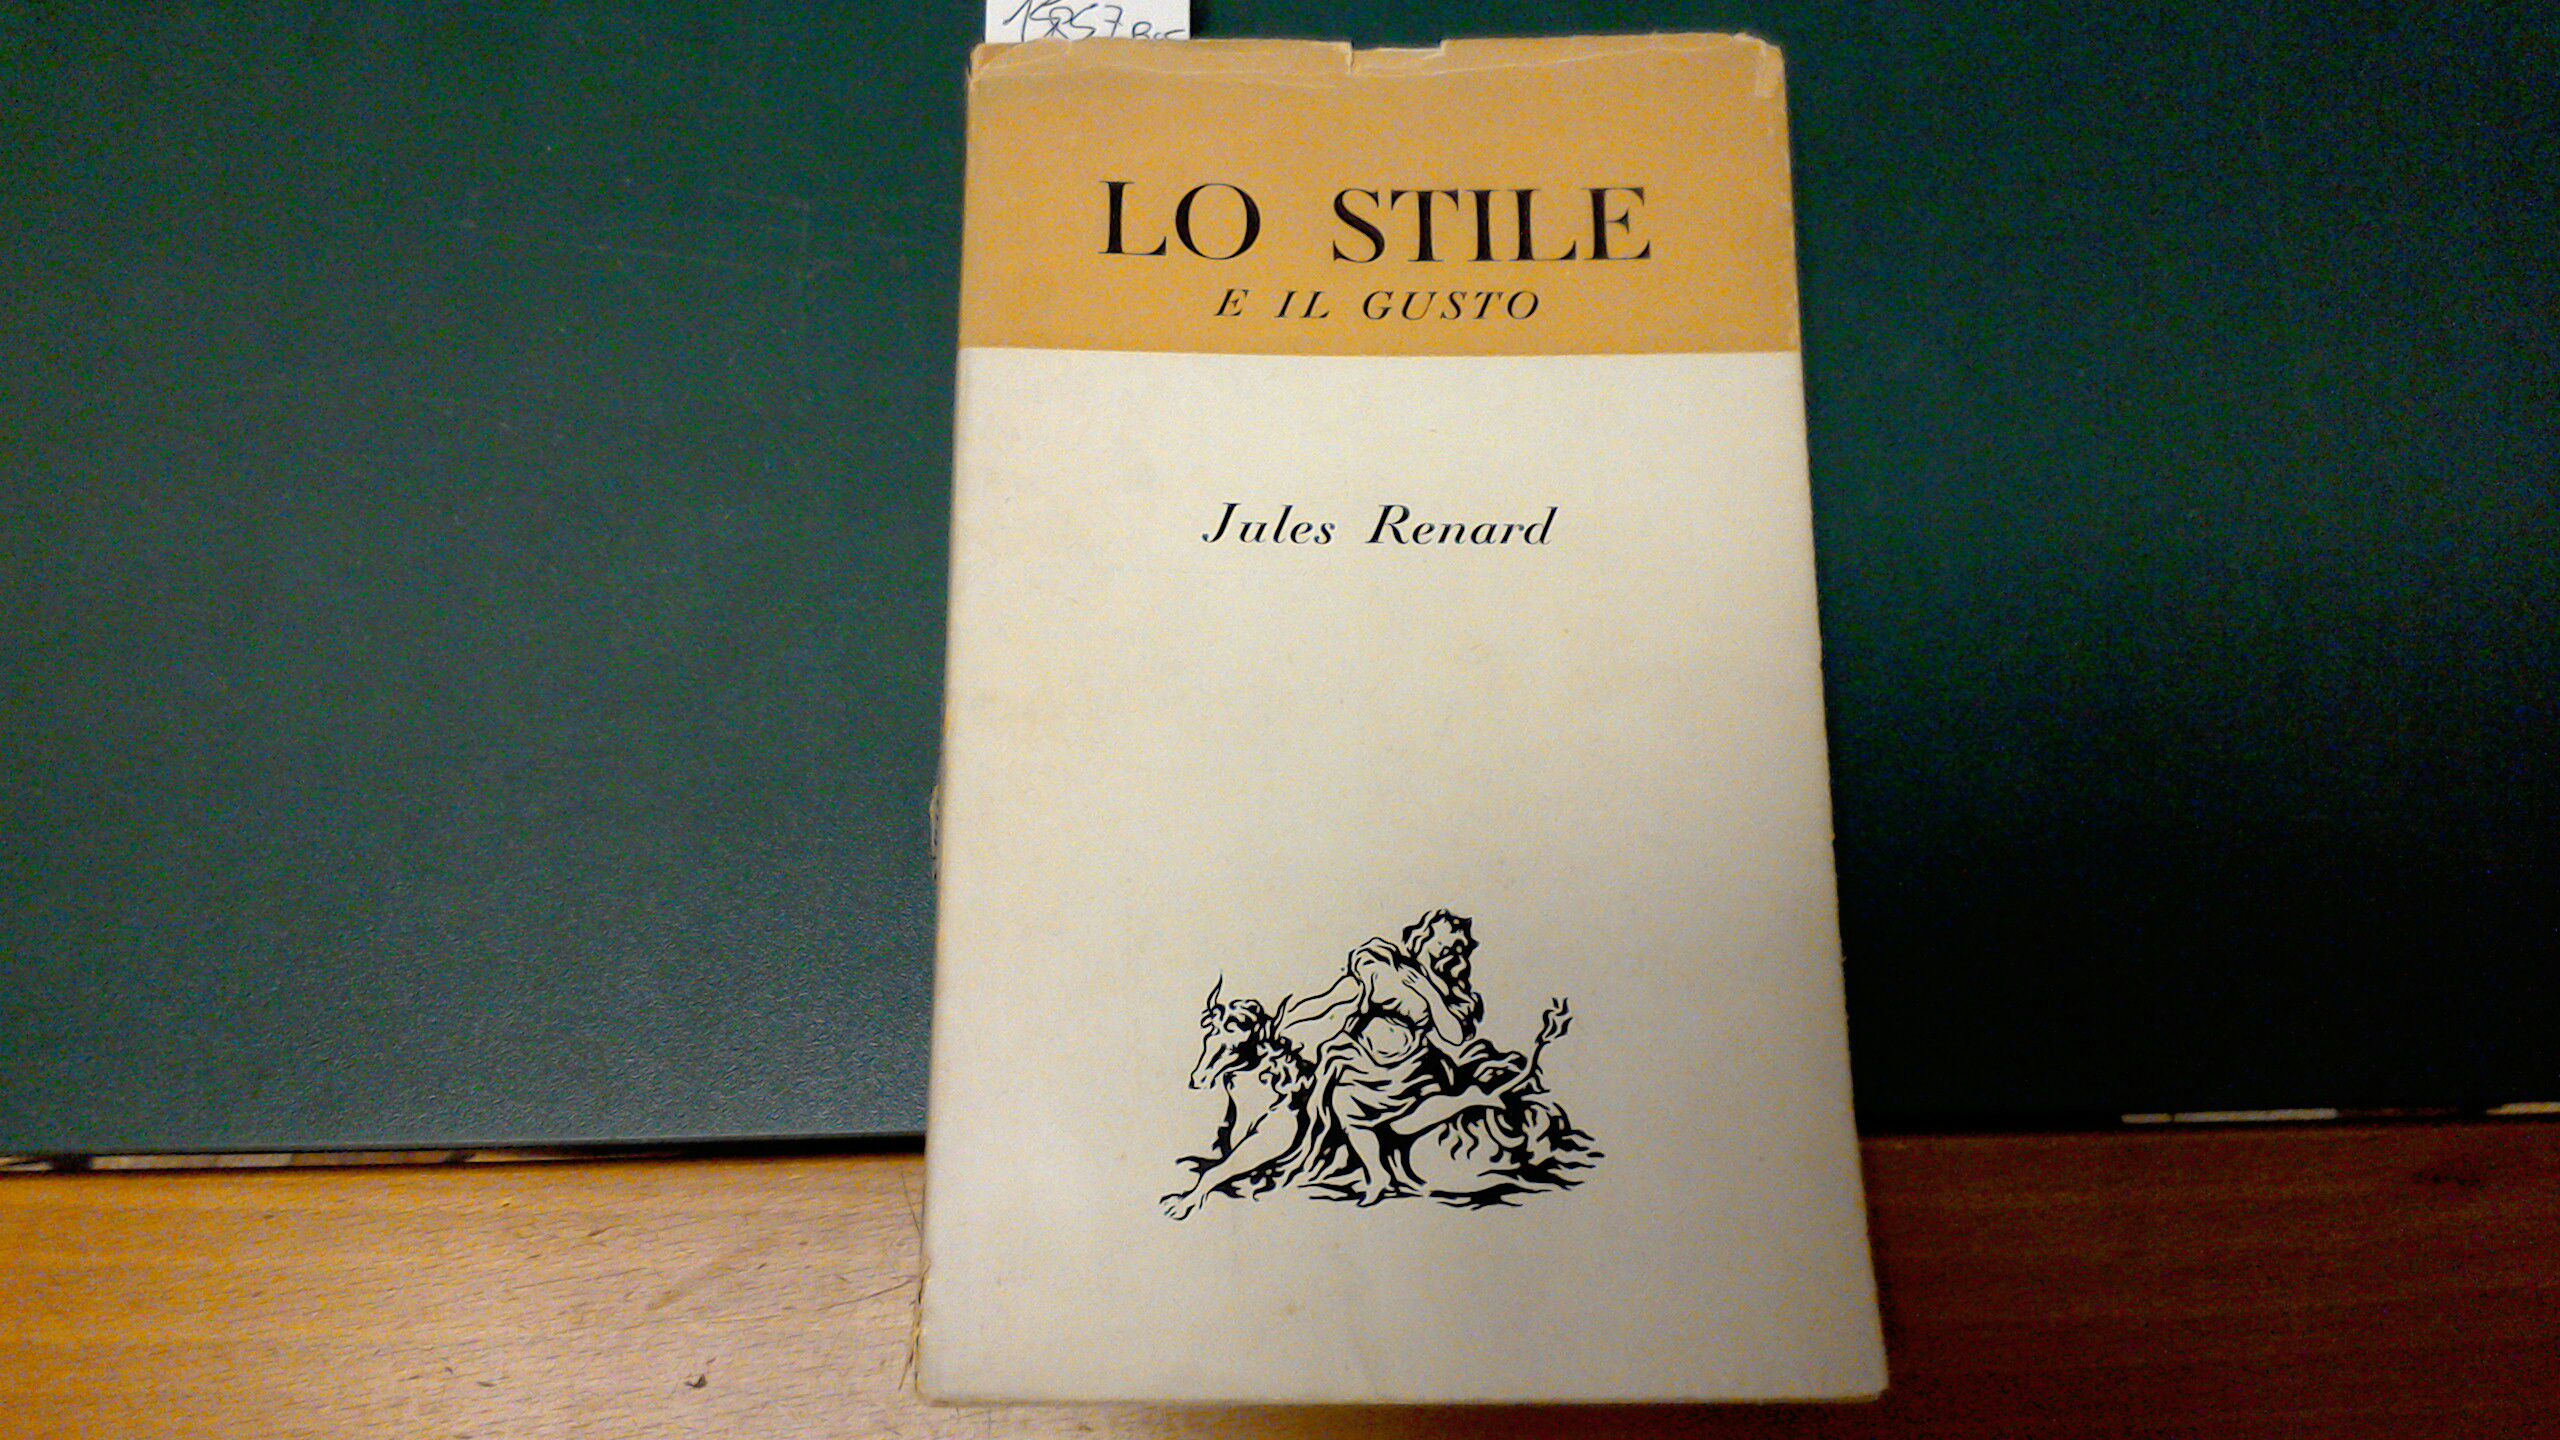 LO STILE
E IL GUSTO
Jules Renard